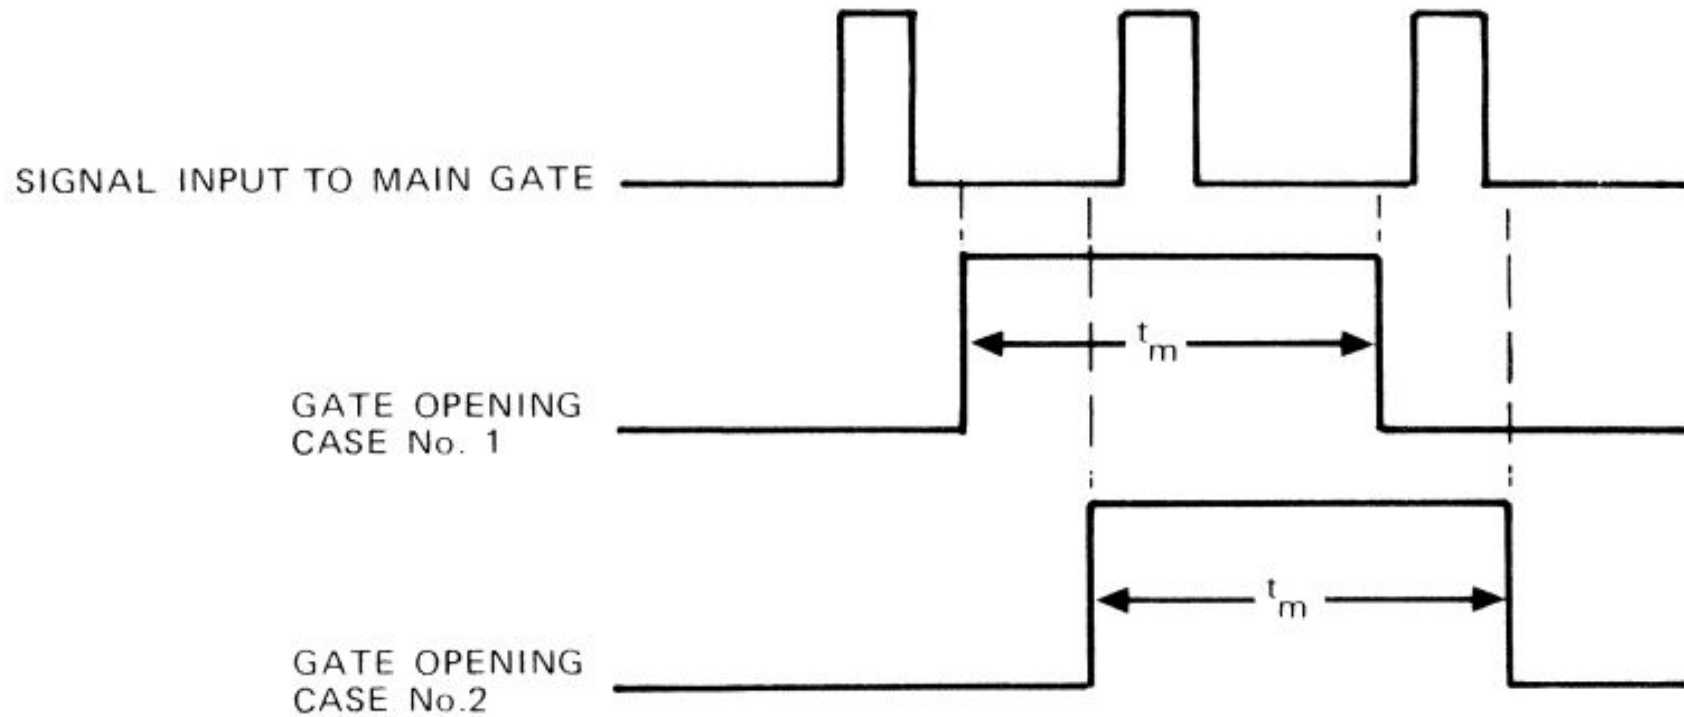 SIGNAL INPUT TO MAIN GATE
tm
GATE OPENING
CASE No. 1
tm
GATE OPENING
CASE No.2